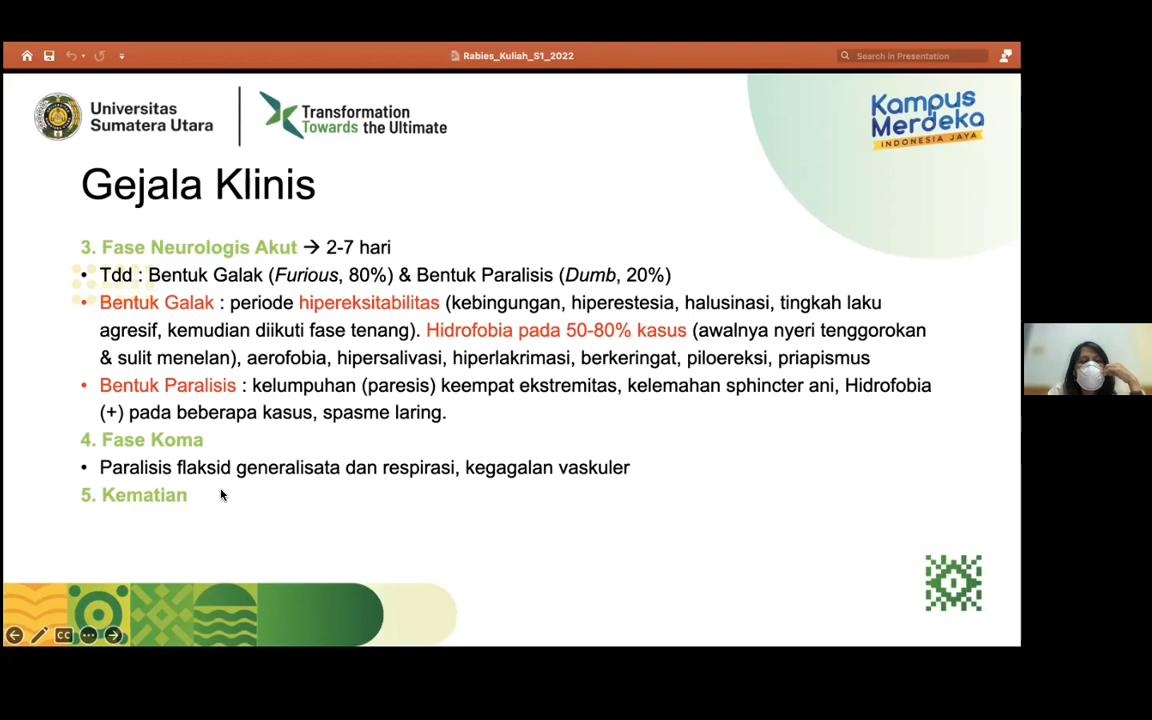 Rabies_Kuliah_S1_2022
Search in Presentation
Universitas
Sumatera Utara
Transformation
Towards the Ultimate
Kampus
Merdeka
INDONESIA JAYA
Gejala Klinis
3. Fase Neurologis Akut → 2-7 hari
• Tdd : Bentuk Galak (Furious, 80%) & Bentuk Paralisis (Dumb, 20%)
• Bentuk Galak : periode hipereksitabilitas (kebingungan, hiperestesia, halusinasi, tingkah laku
agresif, kemudian diikuti fase tenang). Hidrofobia pada 50-80% kasus (awalnya nyeri tenggorokan
& sulit menelan), aerofobia, hipersalivasi, hiperlakrimasi, berkeringat, piloereksi, priapismus
• Bentuk Paralisis : kelumpuhan (paresis) keempat ekstremitas, kelemahan sphincter ani, Hidrofobia
(+) pada beberapa kasus, spasme laring.
4. Fase Koma
• Paralisis flaksid generalisata dan respirasi, kegagalan vaskuler
5. Kematian
CC